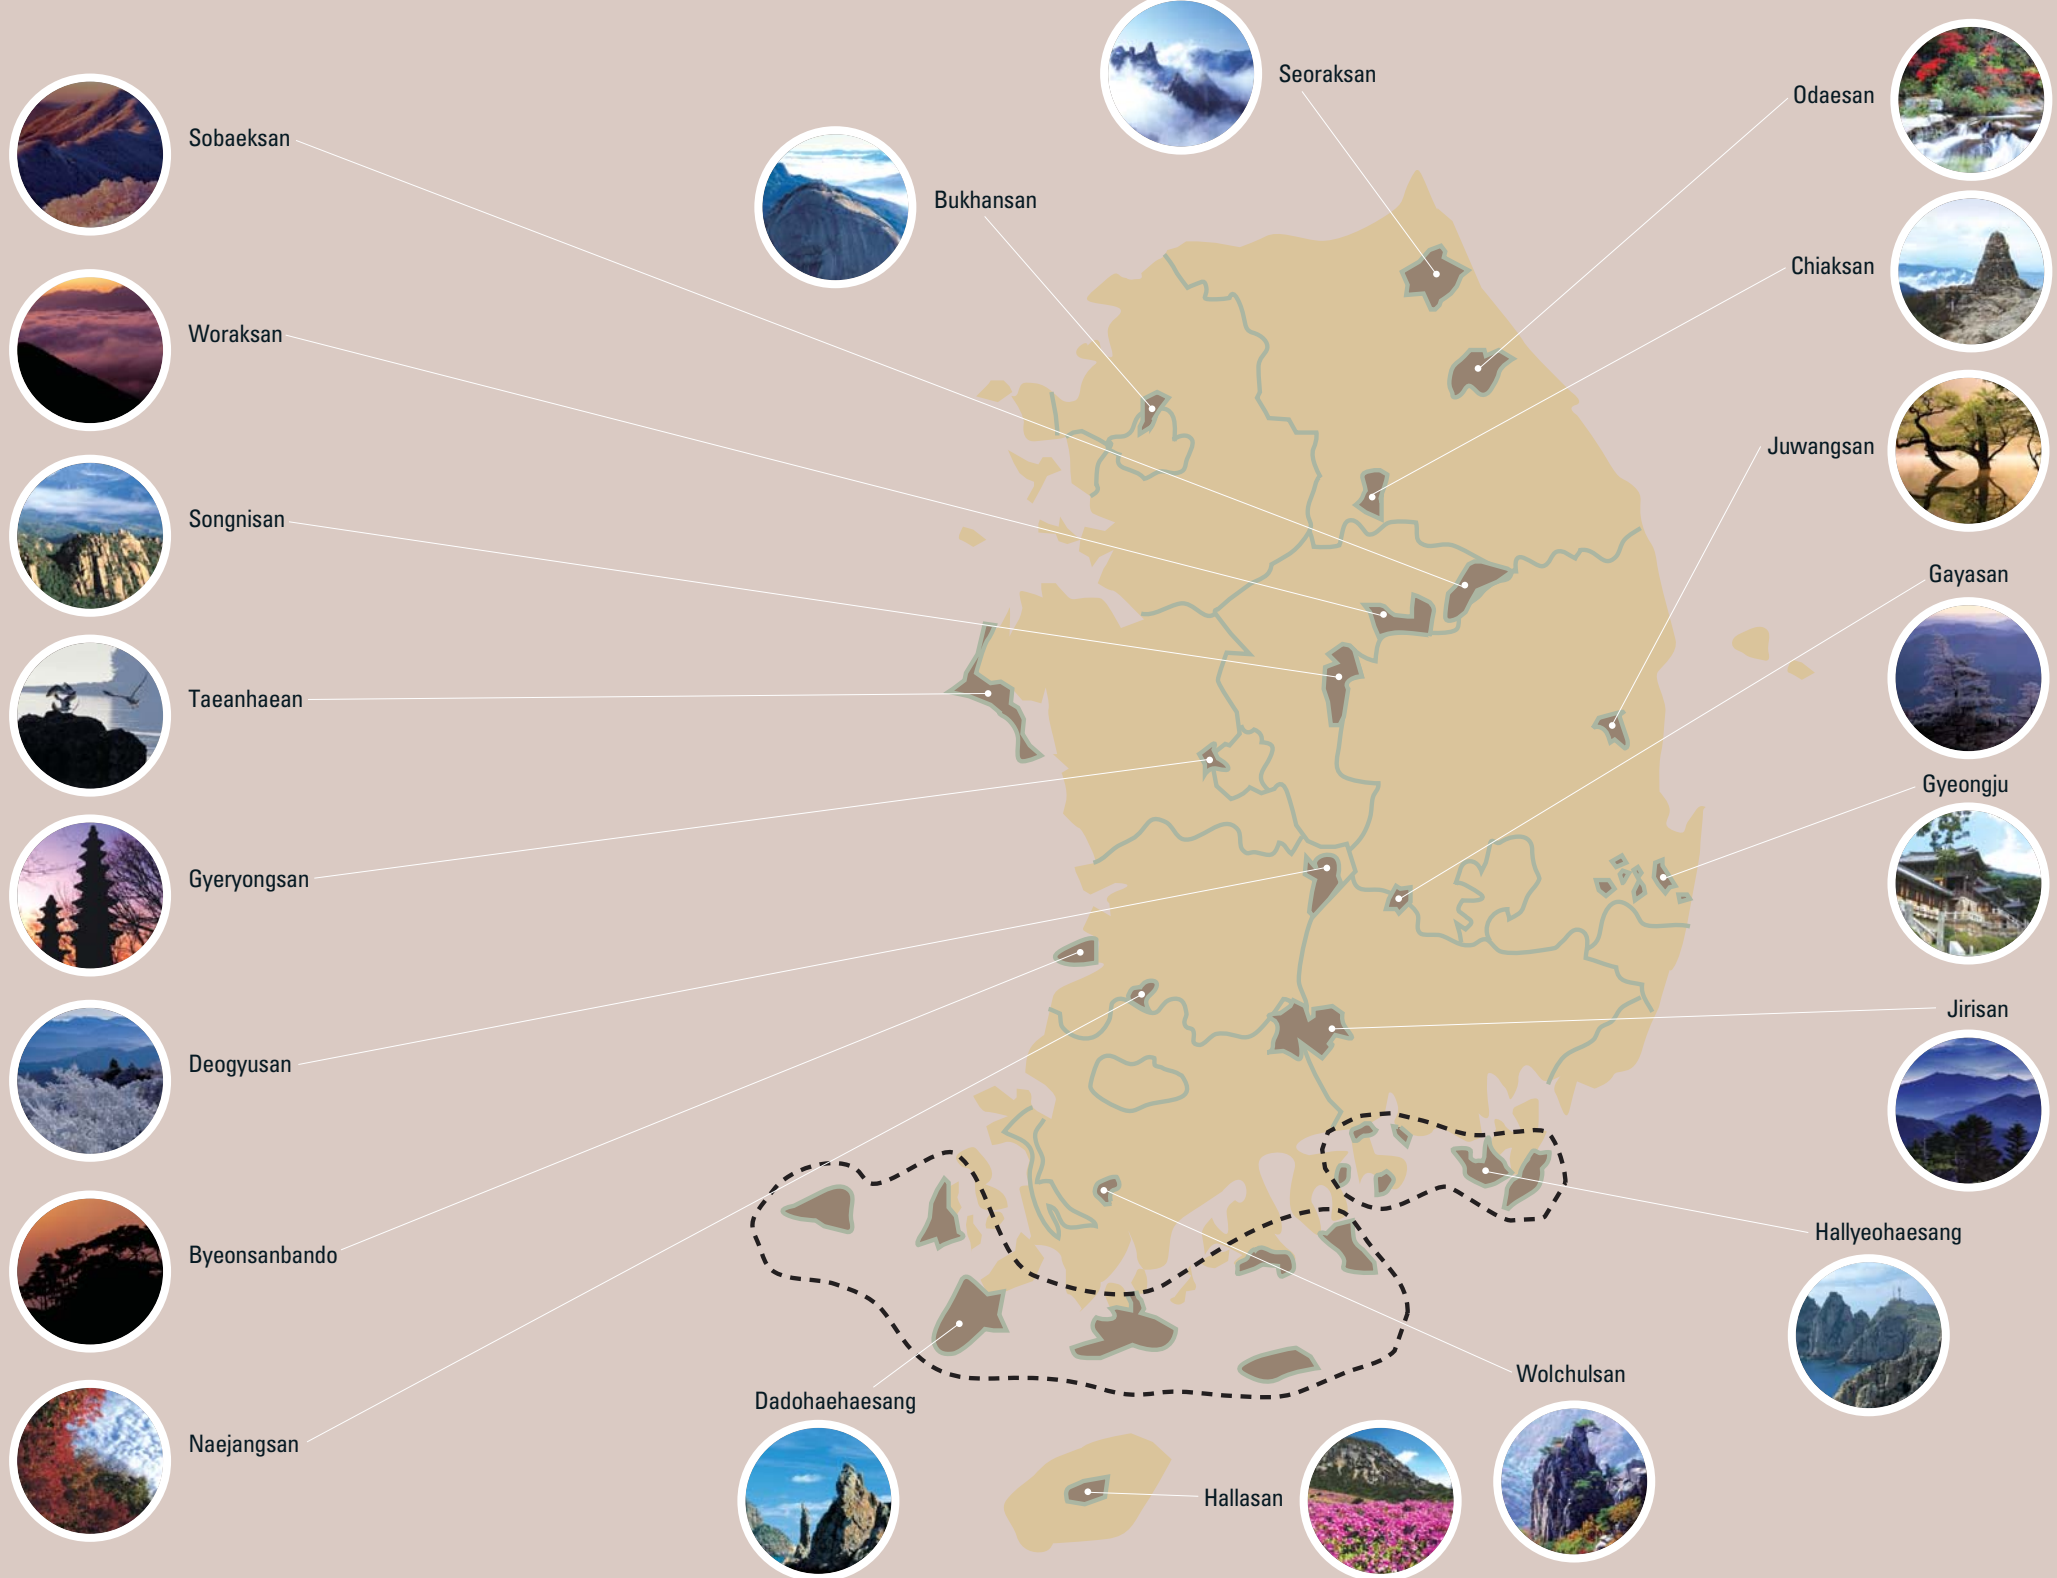 Seoraksan
Odaesan
Sobaeksan
Bukhansan
Chiaksan
Woraksan
Juwangsan
Songnisan
Gayasan
Taeanhaean
Gyeongju
Gyeryongsan
Jirisan
Deogyusan
Hallyeohaesang
Byeonsanbando
Wolchulsan
Dadohaehaesang
Naejangsan
Hallasan